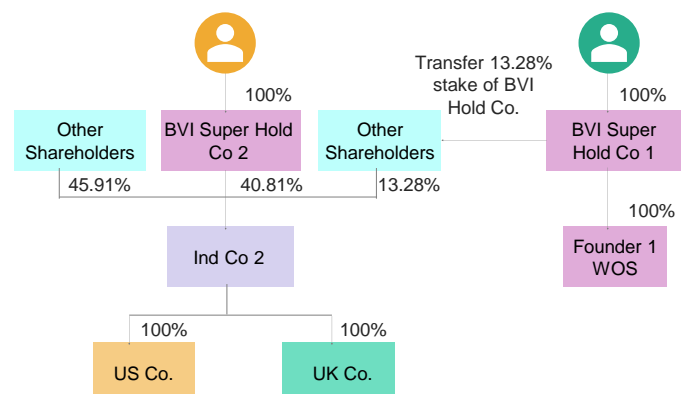 Transfer 13.28%
stake of BVI
Hold Co.
100%
100%
Other
Shareholders
BVI Super Hold
Co 2
Other
Shareholders
BVI Super
Hold Co 1
45.91%
40.81%
13.28%
100%
Ind Co 2
Founder 1
WOS
100%
100%
US Co.
UK Co.